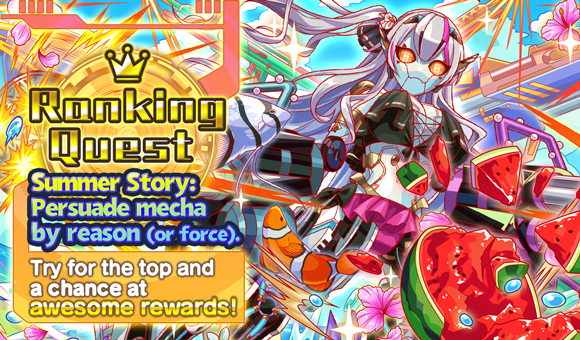 Ranking
Quest
Summer Story:
Persuade mecha
by reason (or force).
Try for the top and
a chance at
awesome rewards!